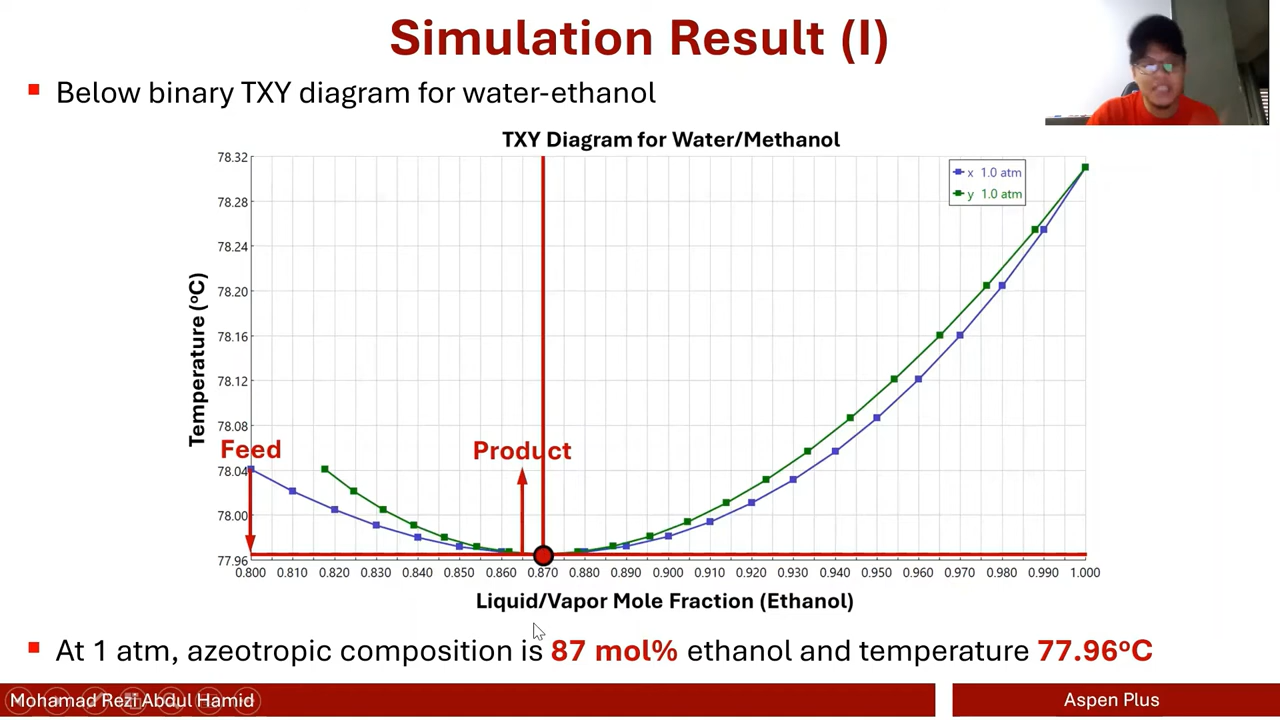 Simulation Result (I)
Below binary TXY diagram for water-ethanol
TXY Diagram for Water/Methanol
x 1.0 atm
y 1.0 atm
Temperature (ºC)
78.32
78.28
78.24
78.20
78.16
78.12
78.08
78.04
78.00
77.96
Feed
Product
0.800 0.810 0.820 0.830 0.840 0.850 0.860 0.870 0.880 0.890 0.900 0.910 0.920 0.930 0.940 0.950 0.960 0.970 0.980 0.990 1.000
Liquid/Vapor Mole Fraction (Ethanol)
At 1 atm, azeotropic composition is 87 mol% ethanol and temperature 77.96ºC
Mohamad Rezi Abdul Hamid
Aspen Plus